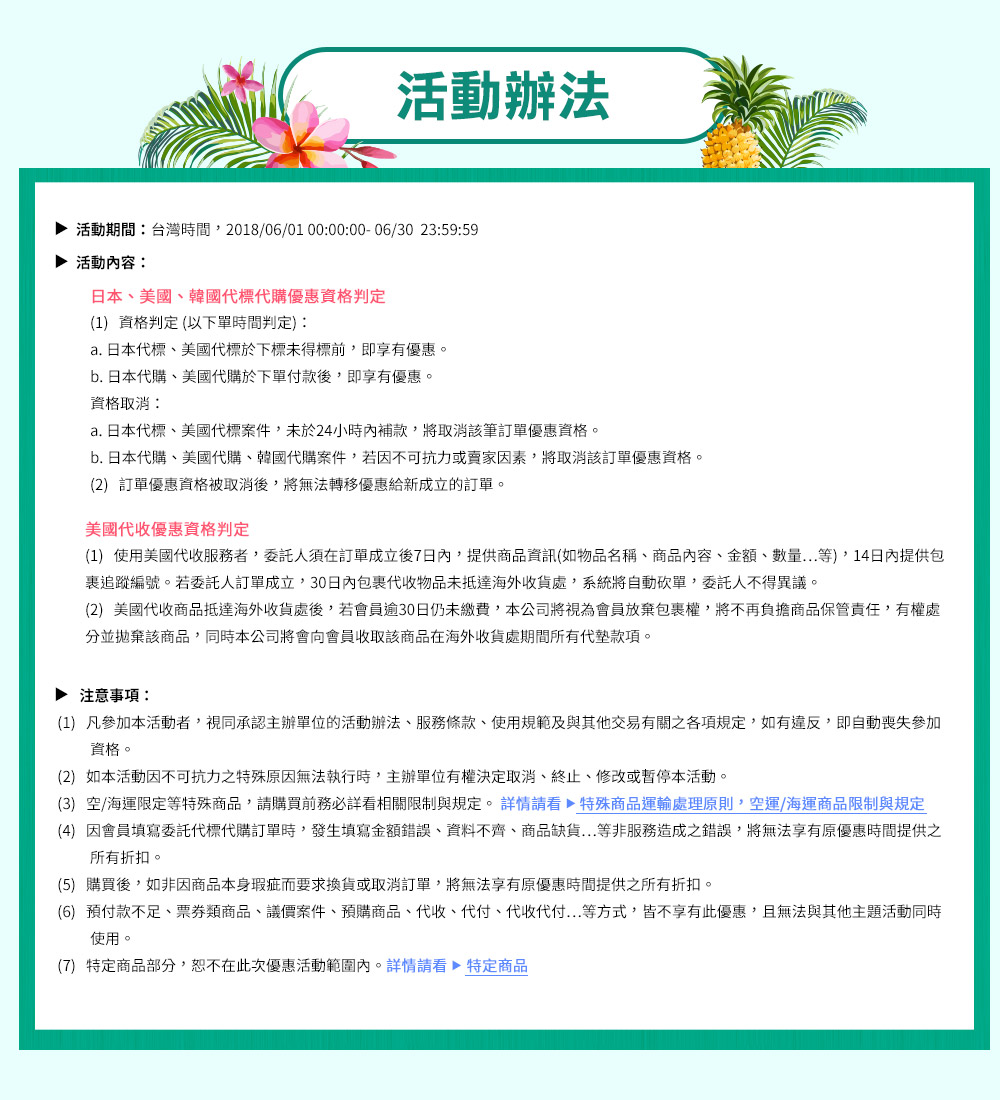 活動辦法
▶ 活動期間：台灣時間，2018/06/01 00:00:00- 06/30 23:59:59
▶ 活動內容：
日本、美國、韓國代標代購優惠資格判定
(1) 資格判定 (以下單時間判定)：
a. 日本代標、美國代標於下標未得標前，即享有優惠。
b. 日本代購、美國代購於下單付款後，即享有優惠。
資格取消：
a. 日本代標、美國代標案件，未於24小時內補款，將取消該筆訂單優惠資格。
b. 日本代購、美國代購、韓國代購案件，若因不可抗力或賣家因素，將取消該訂單優惠資格。
(2) 訂單優惠資格被取消後，將無法轉移優惠給新成立的訂單。
美國代收優惠資格判定
(1) 使用美國代收服務者，委託人須在訂單成立後7日內，提供商品資訊(如物品名稱、商品內容、金額、數量…等)，14日內提供包
裹追蹤編號。若委託人訂單成立，30日內包裹代收物品未抵達海外收貨處，系統將自動砍單，委託人不得異議。
(2) 美國代收商品抵達海外收貨處後，若會員逾30日仍未繳費，本公司將視為會員放棄包裹權，將不再負擔商品保管責任，有權處
分並拋棄該商品，同時本公司將會向會員收取該商品在海外收貨處期間所有代墊款項。
▶ 注意事項：
(1) 凡參加本活動者，視同承認主辦單位的活動辦法、服務條款、使用規範及與其他交易有關之各項規定，如有違反，即自動喪失參加
資格。
(2) 如本活動因不可抗力之特殊原因無法執行時，主辦單位有權決定取消、終止、修改或暫停本活動。
(3) 空/海運限定等特殊商品，請購買前務必詳看相關限制與規定。 詳情請看 ▶ 特殊商品運輸處理原則，空運/海運商品限制與規定
(4) 因會員填寫委託代標代購訂單時，發生填寫金額錯誤、資料不齊、商品缺貨…等非服務造成之錯誤，將無法享有原優惠時間提供之
所有折扣。
(5) 購買後，如非因商品本身瑕疵而要求換貨或取消訂單，將無法享有原優惠時間提供之所有折扣。
(6) 預付款不足、票券類商品、議價案件、預購商品、代收、代付、代收代付…等方式，皆不享有此優惠，且無法與其他主題活動同時
使用。
(7) 特定商品部分，恕不在此次優惠活動範圍內。詳情請看 ▶ 特定商品